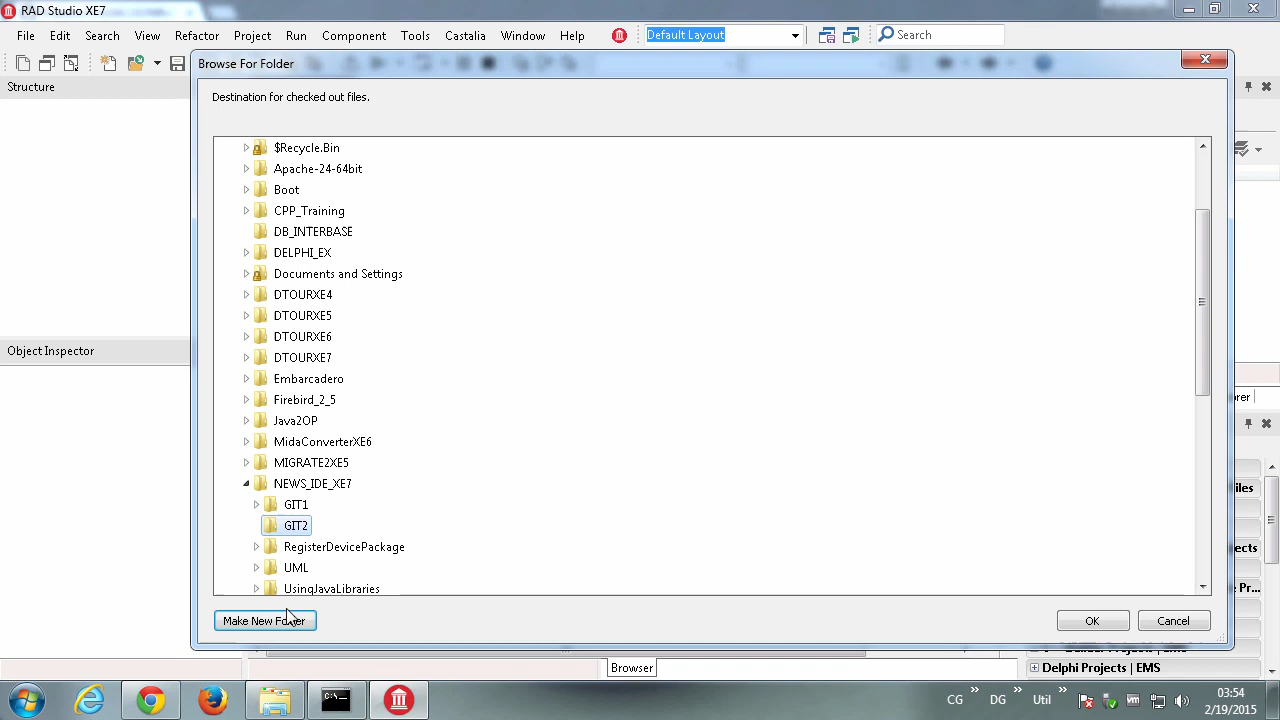 RAD Studio XE7
File Edit Search View Refactor Project Run Component Tools Castalia Window Help Default Layout Search
Browse For Folder
Structure
Destination for checked out files.
$Recycle.Bin
Apache-24-64bit
Boot
CPP_Training
DB_INTERBASE
DELPHI_EX
Documents and Settings
DTOURXE4
DTOURXE5
DTOURXE6
DTOURXE7
Object Inspector
Embarcadero
Firebird_2_5
Java2OP
MidaConverterXE6
MIGRATE2XE5
NEWS_IDE_XE7
GIT1
GIT2
RegisterDevicePackage
UML
UsingJavaLibraries
Make New Folder OK Cancel
Browser
Delphi Projects | EMS
C:\_
CG » DG » Util »
03:54
2/19/2015